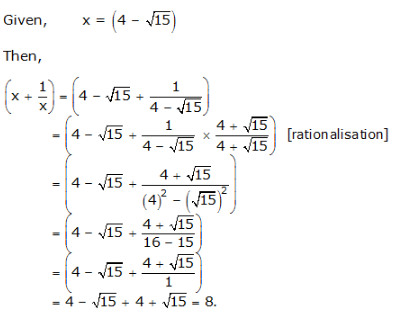 Given, x = (4 − √15)
Then,
(x + 1/x) = (4 − √15 + 1/(4 − √15))
= (4 − √15 + 1/(4 − √15) × (4 + √15)/(4 + √15)) [rationalisation]
= (4 − √15 + (4 + √15)/((4)² − (√15)²))
= (4 − √15 + (4 + √15)/(16 − 15))
= (4 − √15 + (4 + √15)/1)
= 4 − √15 + 4 + √15 = 8.